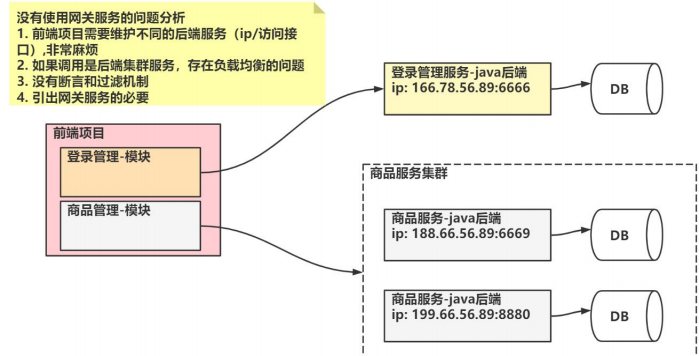 没有使用网关服务的问题分析
1. 前端项目需要维护不同的后端服务（ip/访问接
口）,非常麻烦
2. 如果调用是后端集群服务，存在负载均衡的问题
3. 没有断言和过滤机制
4. 引出网关服务的必要
登录管理服务-java后端
ip: 166.78.56.89:6666
DB
前端项目
登录管理-模块
商品管理-模块
商品服务集群
商品服务-java后端
ip: 188.66.56.89:6669
DB
商品服务-java后端
ip: 199.66.56.89:8880
DB